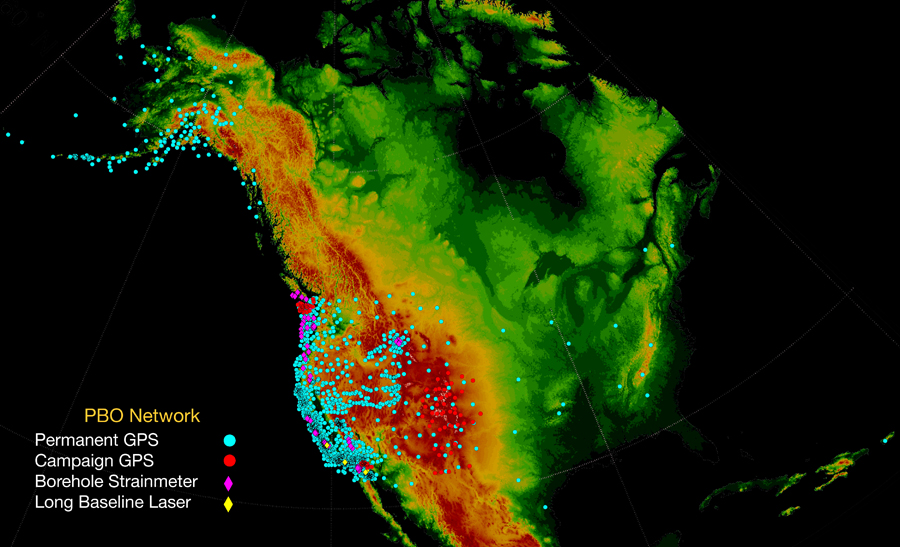 PBO Network
Permanent GPS
Campaign GPS
Borehole Strainmeter
Long Baseline Laser